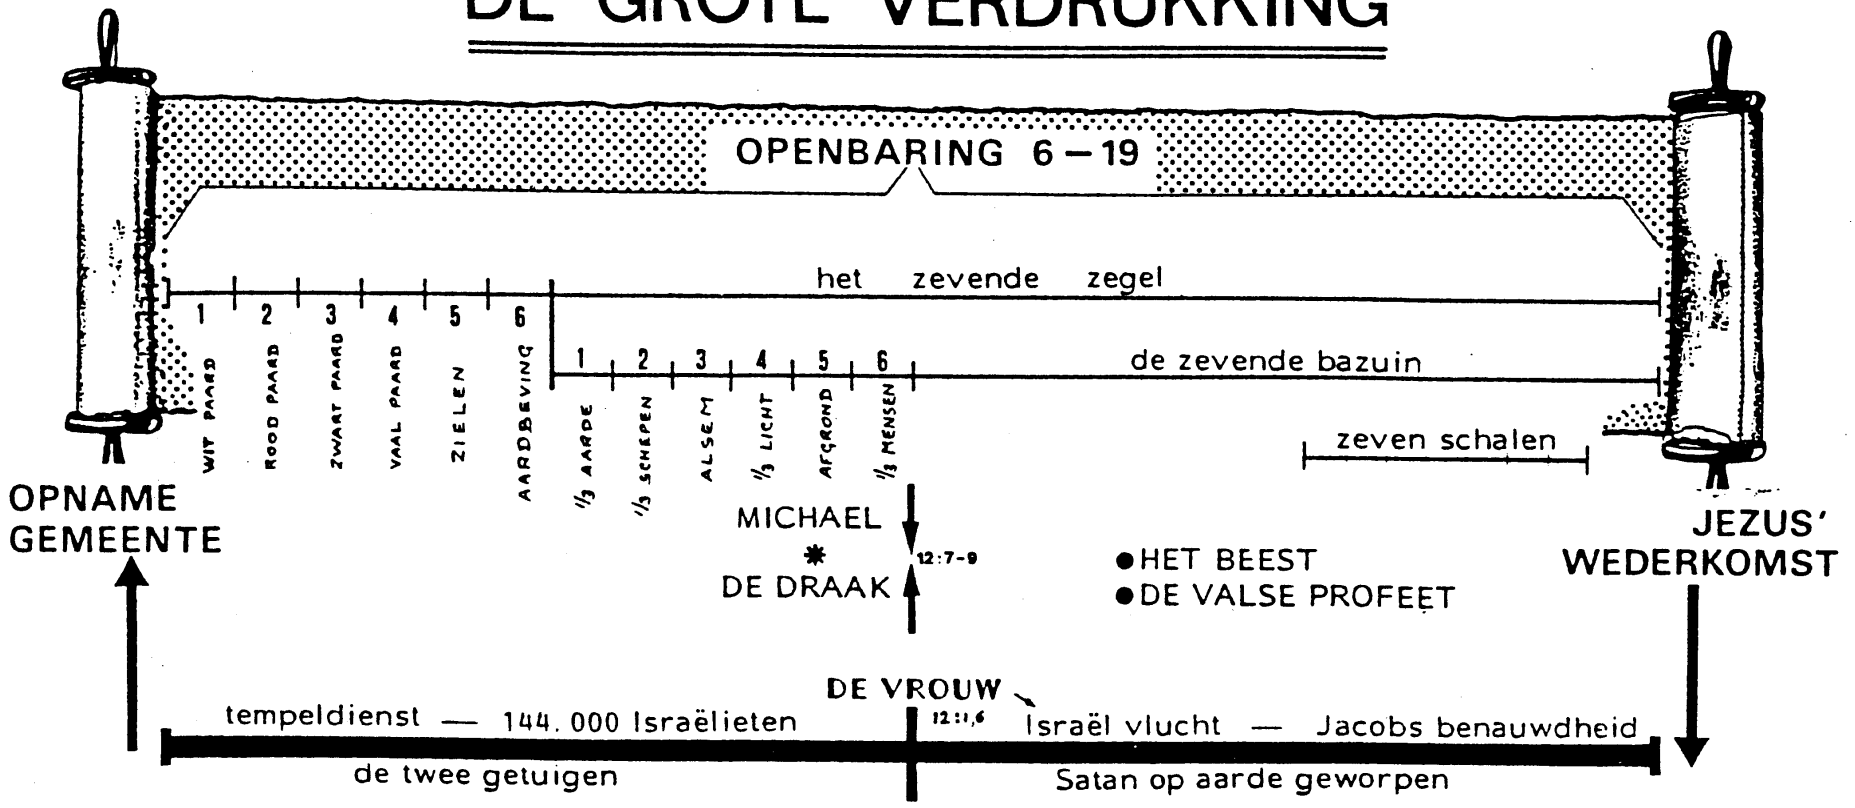 DE GROTE VERDRUKKING
OPENBARING 6 – 19
het zevende zegel
1 2 3 4 5 6
WIT PAARD
ROOD PAARD
ZWART PAARD
VAAL PAARD
ZIELEN
AARDBEVING
de zevende bazuin
1 2 3 4 5 6
1/3 AARDE
1/3 SCHEPEN
ALSEM
1/3 LICHT
AFGROND
1/3 MENSEN
zeven schalen
OPNAME
GEMEENTE
JEZUS'
WEDERKOMST
MICHAEL
DE DRAAK
12:7-9
●HET BEEST
●DE VALSE PROFEET
DE VROUW
12:1,6
tempeldienst — 144.000 Israëlieten
Israël vlucht — Jacobs benauwdheid
de twee getuigen
Satan op aarde geworpen